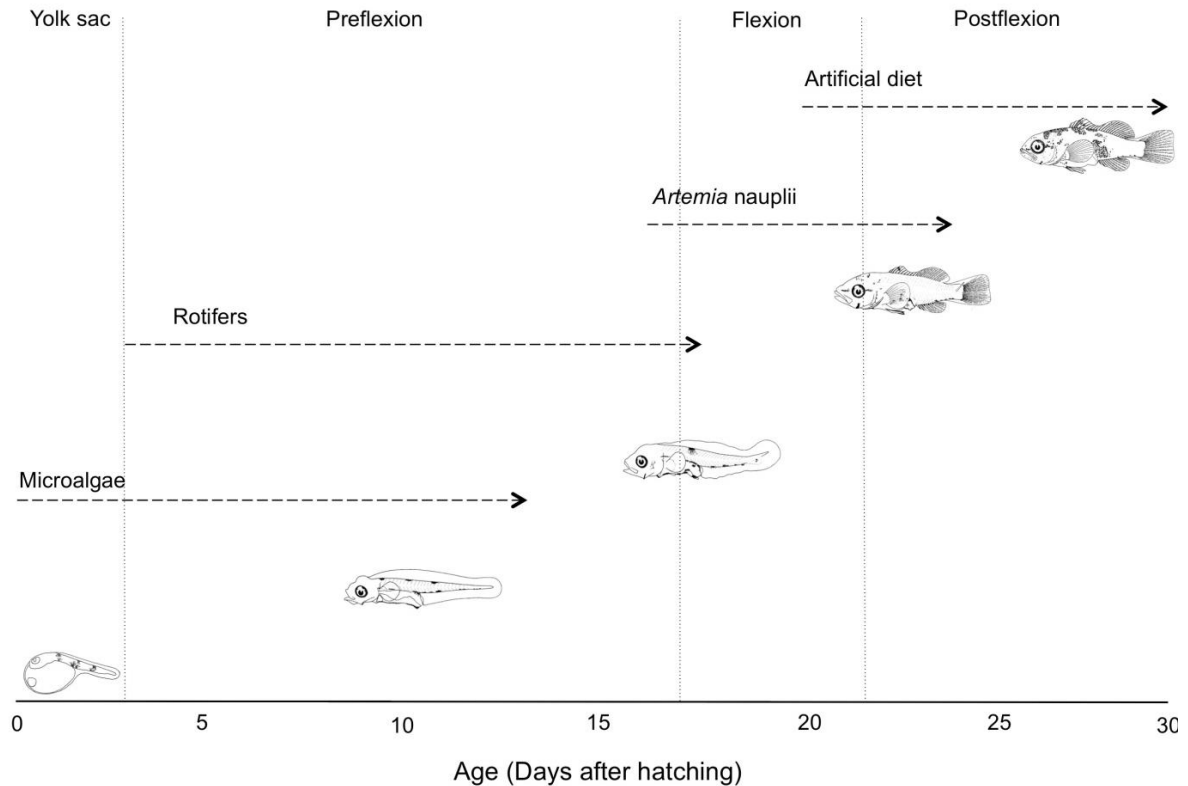 Yolk sac
Preflexion
Flexion
Postflexion
Artificial diet
Artemia nauplii
Rotifers
Microalgae
0
5
10
15
20
25
30
Age (Days after hatching)